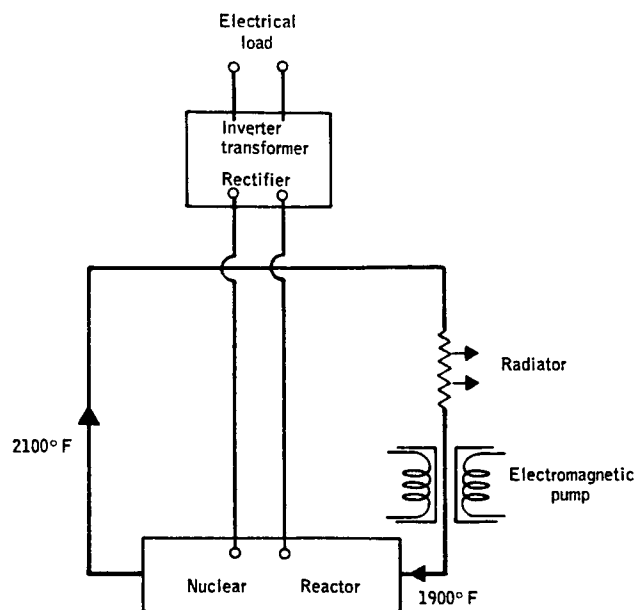 Electrical
load
Inverter
transformer
Rectifier
Radiator
2100° F
Electromagnetic
pump
Nuclear Reactor
1900° F